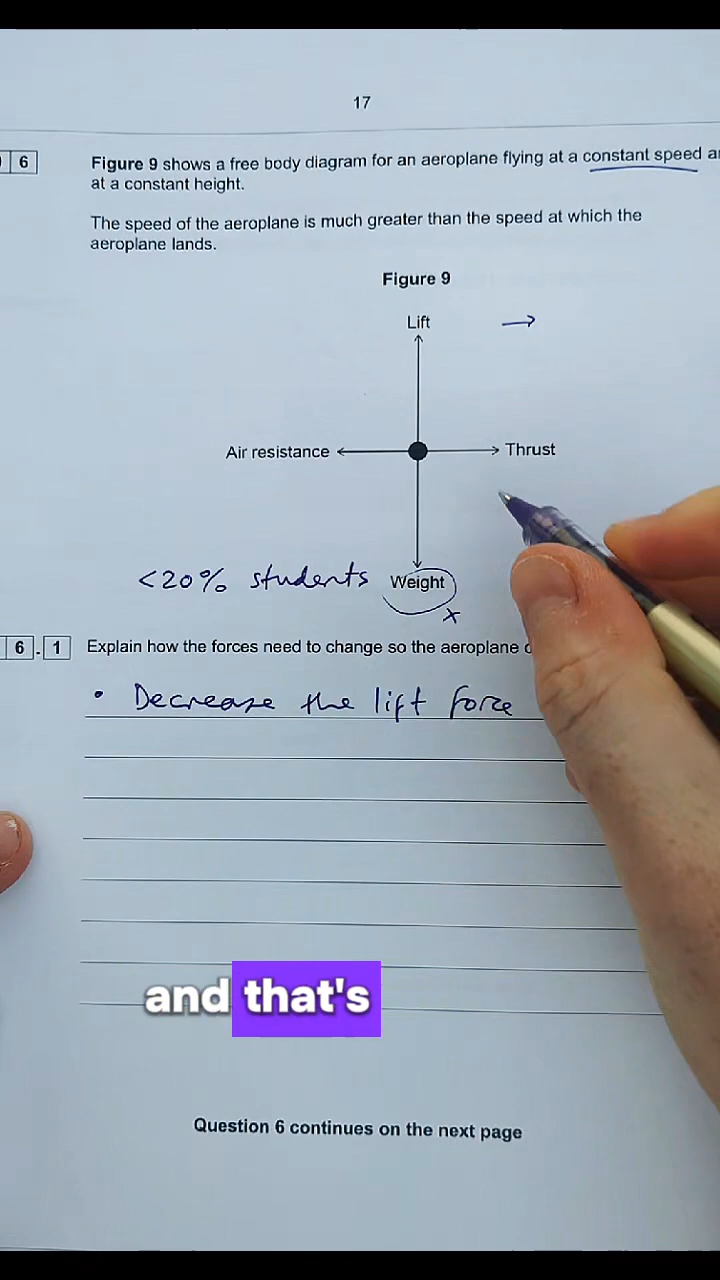 17
6
Figure 9 shows a free body diagram for an aeroplane flying at a constant speed
at a constant height.
The speed of the aeroplane is much greater than the speed at which the
aeroplane lands.
Figure 9
Lift
Air resistance
Thrust
<20% students
Weight
x
6.1
Explain how the forces need to change so the aeroplane
• Decrease the lift force
and that's
Question 6 continues on the next page